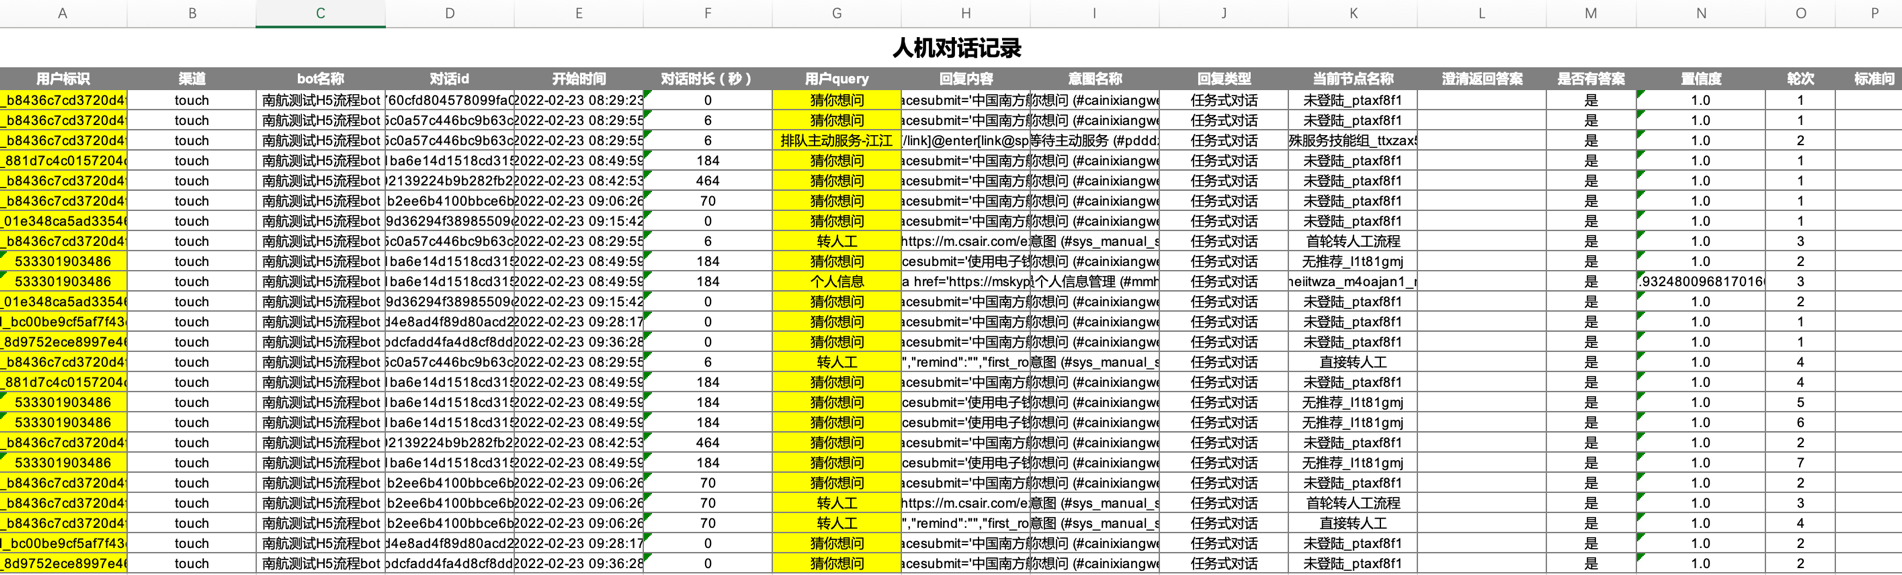 A B C D E F G H I J K L M N O P
人机对话记录
用户标识 渠道 bot名称 对话id 开始时间 对话时长（秒） 用户query 回复内容 意图名称 回复类型 当前节点名称 澄清返回答案 是否有答案 置信度 轮次 标准问
_b8436c7cd3720d4 touch 南航测试H5流程bot 760cfd804578099fa 2022-02-23 08:29:23 0 猜你想问 acesubmit='中国南方 你想问 (#cainixiangwe 任务式对话 未登陆_ptaxf8f1 是 1.0 1
_b8436c7cd3720d4 touch 南航测试H5流程bot 5c0a57c446bc9b63c 2022-02-23 08:29:55 6 猜你想问 acesubmit='中国南方 你想问 (#cainixiangwe 任务式对话 未登陆_ptaxf8f1 是 1.0 1
_b8436c7cd3720d4 touch 南航测试H5流程bot 5c0a57c446bc9b63c 2022-02-23 08:29:55 6 排队主动服务-江江 /link]@enter[link@sp 等待主动服务 (#pddd 任务式对话 殊服务技能组_ttxzax 是 1.0 2
_881d7c4c0157204 touch 南航测试H5流程bot 1ba6e14d1518cd315 2022-02-23 08:49:59 184 猜你想问 acesubmit='中国南方 你想问 (#cainixiangwe 任务式对话 未登陆_ptaxf8f1 是 1.0 1
_b8436c7cd3720d4 touch 南航测试H5流程bot 02139224b9b282fb2 2022-02-23 08:42:53 464 猜你想问 acesubmit='中国南方 你想问 (#cainixiangwe 任务式对话 未登陆_ptaxf8f1 是 1.0 1
_b8436c7cd3720d4 touch 南航测试H5流程bot b2ee6b4100bbce6b 2022-02-23 09:06:26 70 猜你想问 acesubmit='中国南方 你想问 (#cainixiangwe 任务式对话 未登陆_ptaxf8f1 是 1.0 1
_01e348ca5ad33546 touch 南航测试H5流程bot 9d36294f38985509 2022-02-23 09:15:42 0 猜你想问 acesubmit='中国南方 你想问 (#cainixiangwe 任务式对话 未登陆_ptaxf8f1 是 1.0 1
_b8436c7cd3720d4 touch 南航测试H5流程bot 5c0a57c446bc9b63c 2022-02-23 08:29:55 6 转人工 https://m.csair.com/e 意图 (#sys_manual_s 任务式对话 首轮转人工流程 是 1.0 3
533301903486 touch 南航测试H5流程bot 1ba6e14d1518cd315 2022-02-23 08:49:59 184 猜你想问 cesubmit='使用电子 你想问 (#cainixiangwe 任务式对话 无推荐_l1t81gmj 是 1.0 2
533301903486 touch 南航测试H5流程bot 1ba6e14d1518cd315 2022-02-23 08:49:59 184 个人信息 a href='https://mskyp 个人信息管理 (#mmh 任务式对话 neiitwza_m4oajan1_ 是 .932480096817016 3
_01e348ca5ad33546 touch 南航测试H5流程bot 9d36294f38985509 2022-02-23 09:15:42 0 猜你想问 acesubmit='中国南方 你想问 (#cainixiangwe 任务式对话 未登陆_ptaxf8f1 是 1.0 2
_bc00be9cf5af7f43 touch 南航测试H5流程bot d4e8ad4f89d80acd2 2022-02-23 09:28:17 0 猜你想问 acesubmit='中国南方 你想问 (#cainixiangwe 任务式对话 未登陆_ptaxf8f1 是 1.0 1
_8d9752ece8997e46 touch 南航测试H5流程bot odcfadd4fa4d8cf8dd 2022-02-23 09:36:28 0 猜你想问 acesubmit='中国南方 你想问 (#cainixiangwe 任务式对话 未登陆_ptaxf8f1 是 1.0 1
_b8436c7cd3720d4 touch 南航测试H5流程bot 5c0a57c446bc9b63c 2022-02-23 08:29:55 6 转人工 ","remind":"","first_ro 意图 (#sys_manual_s 任务式对话 直接转人工 是 1.0 4
_881d7c4c0157204 touch 南航测试H5流程bot 1ba6e14d1518cd315 2022-02-23 08:49:59 184 猜你想问 acesubmit='中国南方 你想问 (#cainixiangwe 任务式对话 未登陆_ptaxf8f1 是 1.0 4
533301903486 touch 南航测试H5流程bot 1ba6e14d1518cd315 2022-02-23 08:49:59 184 猜你想问 cesubmit='使用电子 你想问 (#cainixiangwe 任务式对话 无推荐_l1t81gmj 是 1.0 5
533301903486 touch 南航测试H5流程bot 1ba6e14d1518cd315 2022-02-23 08:49:59 184 猜你想问 cesubmit='使用电子 你想问 (#cainixiangwe 任务式对话 无推荐_l1t81gmj 是 1.0 6
_b8436c7cd3720d4 touch 南航测试H5流程bot 02139224b9b282fb2 2022-02-23 08:42:53 464 猜你想问 acesubmit='中国南方 你想问 (#cainixiangwe 任务式对话 未登陆_ptaxf8f1 是 1.0 2
533301903486 touch 南航测试H5流程bot 1ba6e14d1518cd315 2022-02-23 08:49:59 184 猜你想问 cesubmit='使用电子 你想问 (#cainixiangwe 任务式对话 无推荐_l1t81gmj 是 1.0 7
_b8436c7cd3720d4 touch 南航测试H5流程bot b2ee6b4100bbce6b 2022-02-23 09:06:26 70 猜你想问 acesubmit='中国南方 你想问 (#cainixiangwe 任务式对话 未登陆_ptaxf8f1 是 1.0 2
_b8436c7cd3720d4 touch 南航测试H5流程bot b2ee6b4100bbce6b 2022-02-23 09:06:26 70 转人工 https://m.csair.com/e 意图 (#sys_manual_s 任务式对话 首轮转人工流程 是 1.0 3
_b8436c7cd3720d4 touch 南航测试H5流程bot b2ee6b4100bbce6b 2022-02-23 09:06:26 70 转人工 ","remind":"","first_ro 意图 (#sys_manual_s 任务式对话 直接转人工 是 1.0 4
_bc00be9cf5af7f43 touch 南航测试H5流程bot d4e8ad4f89d80acd2 2022-02-23 09:28:17 0 猜你想问 acesubmit='中国南方 你想问 (#cainixiangwe 任务式对话 未登陆_ptaxf8f1 是 1.0 2
_8d9752ece8997e46 touch 南航测试H5流程bot odcfadd4fa4d8cf8dd 2022-02-23 09:36:28 0 猜你想问 acesubmit='中国南方 你想问 (#cainixiangwe 任务式对话 未登陆_ptaxf8f1 是 1.0 2